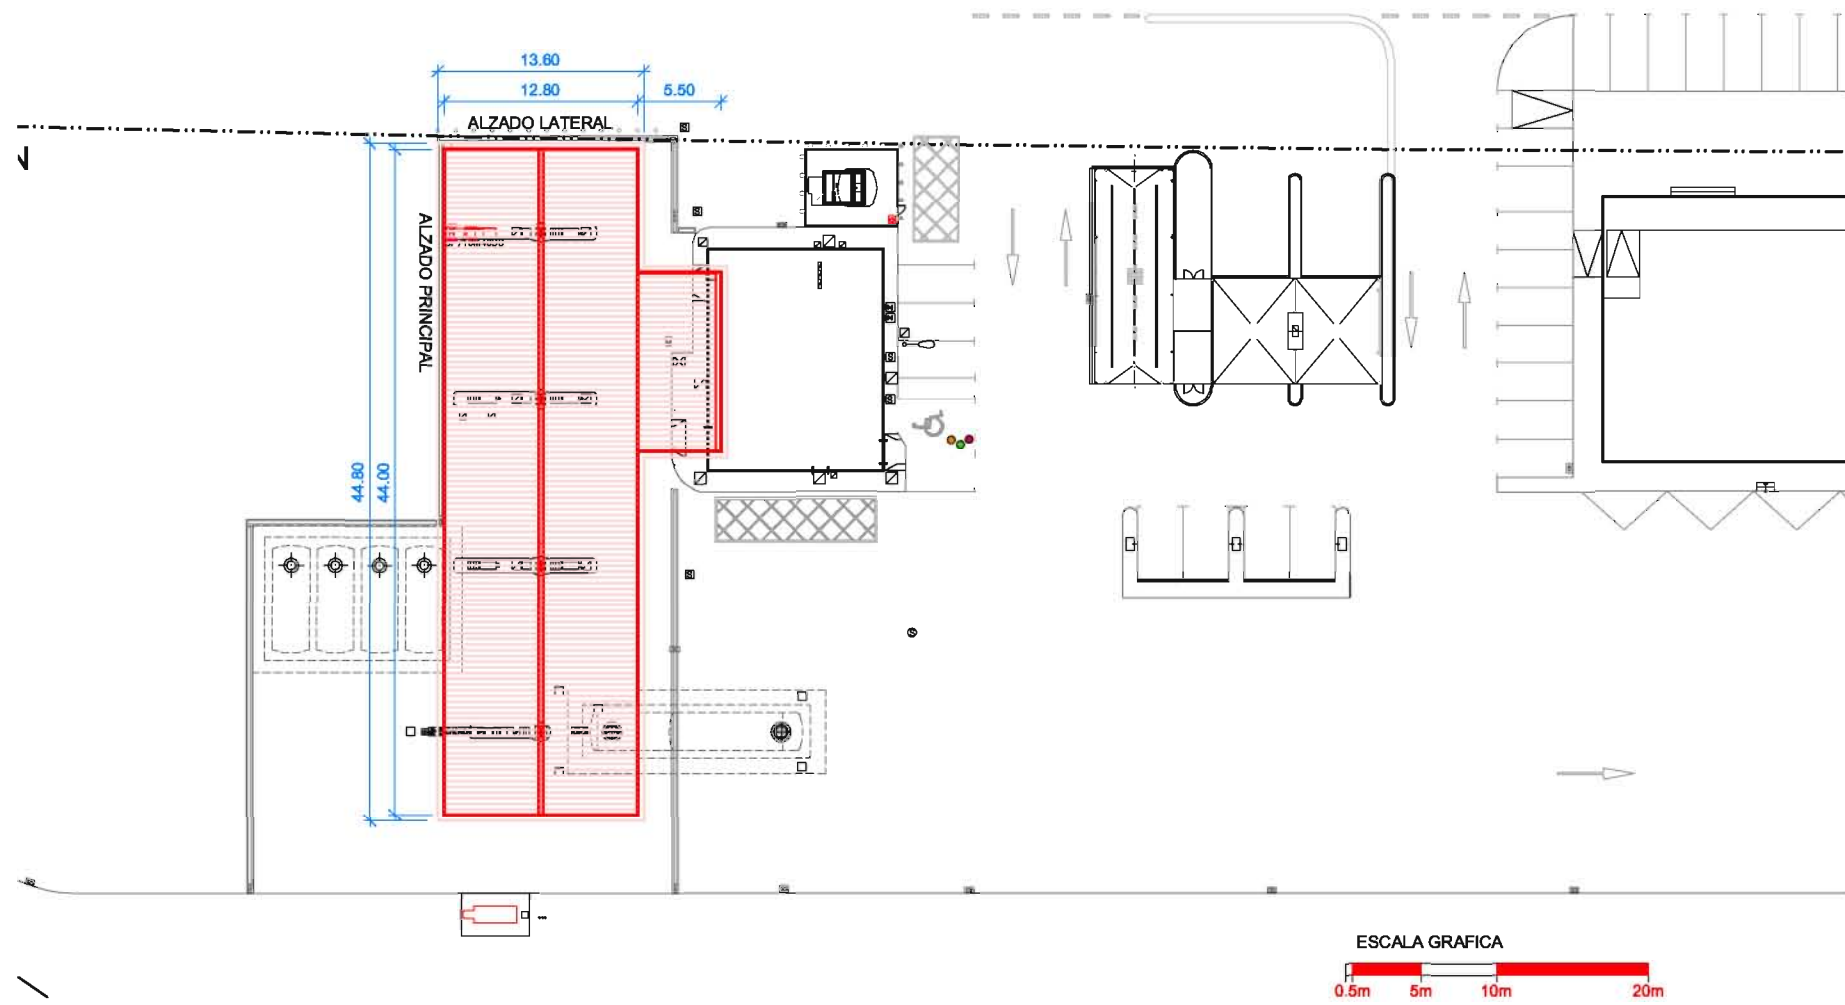 13.60
12.80
5.50
ALZADO LATERAL
N
ALZADO PRINCIPAL
44.80
44.00
ESCALA GRAFICA
0.5m 5m 10m 20m